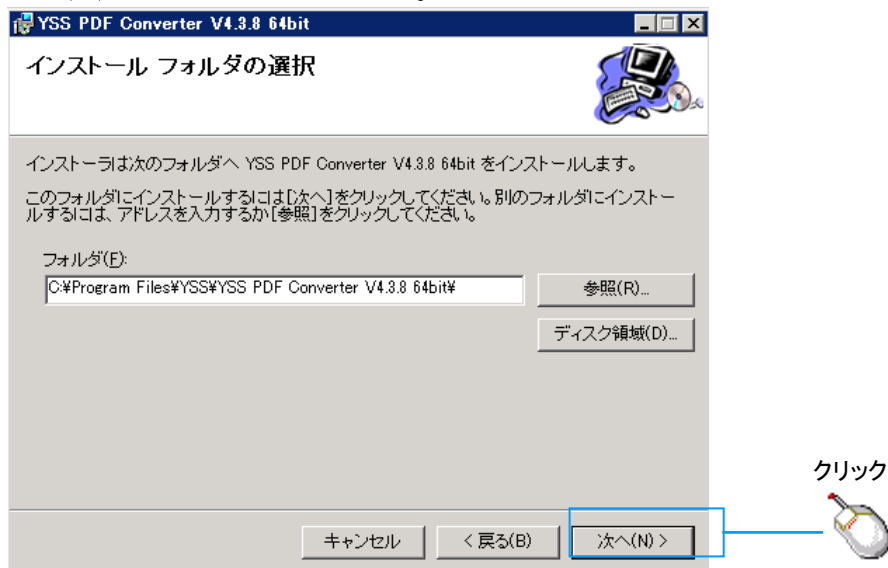 YSS PDF Converter V4.3.8 64bit
インストール フォルダの選択
インストーラは次のフォルダへ YSS PDF Converter V4.3.8 64bit をインストールします。
このフォルダにインストールするには[次へ]をクリックしてください。別のフォルダにインストー
ルするには、アドレスを入力するか[参照]をクリックしてください。
フォルダ(F):
C:¥Program Files¥YSS¥YSS PDF Converter V4.3.8 64bit¥
参照(R)...
ディスク領域(D)...
クリック
キャンセル
< 戻る(B)
次へ(N) >